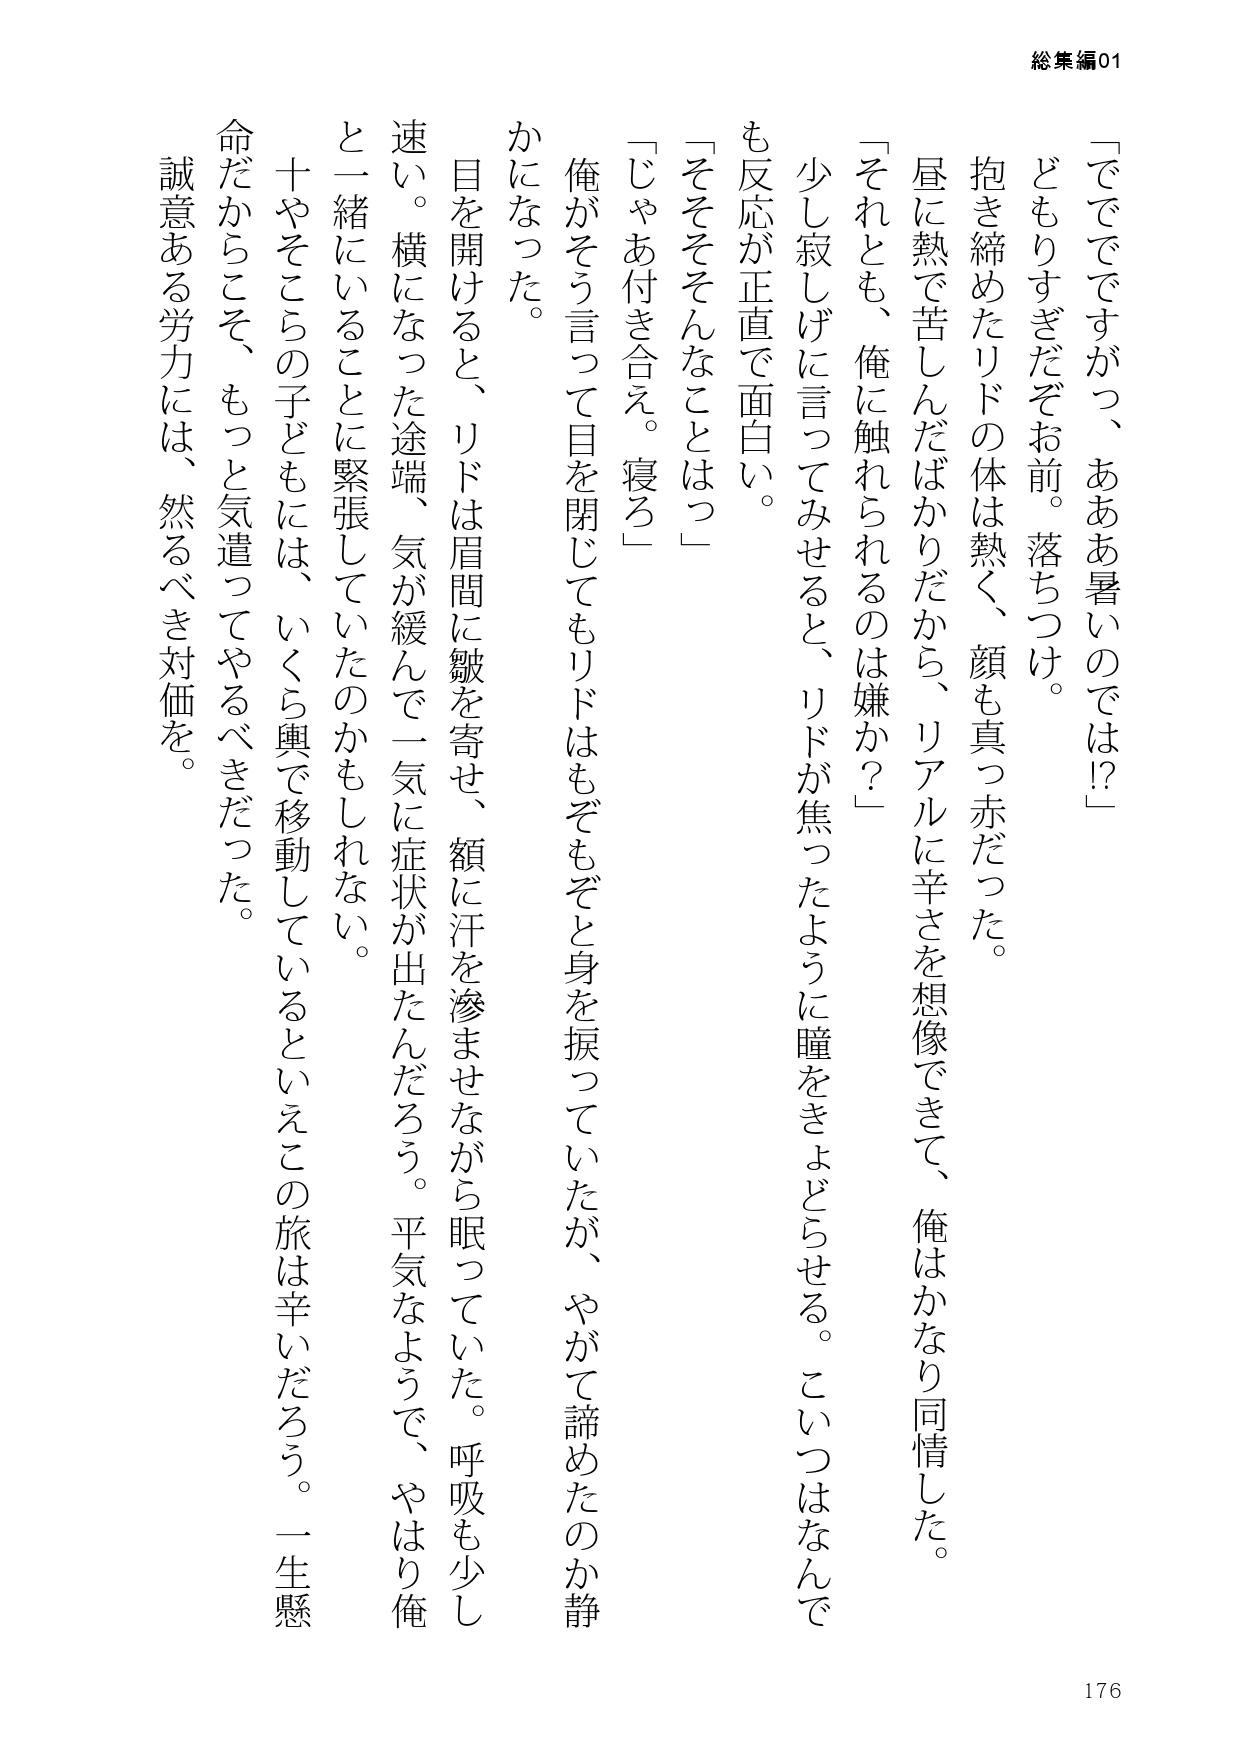 総集編01
「でででですがっ、あああ暑いのでは!?」
どもりすぎだぞお前。落ちつけ。
抱き締めたリドの体は熱く、顔も真っ赤だった。
昼に熱で苦しんだばかりだから、リアルに辛さを想像できて、俺はかなり同情した。
「それとも、俺に触れられるのは嫌か？」
少し寂しげに言ってみせると、リドが焦ったように瞳をきょどらせる。こいつはなんで
も反応が正直で面白い。
「そそそそんなことはっ」
「じゃあ付き合え。寝ろ」
俺がそう言って目を閉じてもリドはもぞもぞと身を捩っていたが、やがて諦めたのか静
かになった。
目を開けると、リドは眉間に皺を寄せ、額に汗を滲ませながら眠っていた。呼吸も少し
速い。横になった途端、気が緩んで一気に症状が出たんだろう。平気なようで、やはり俺
と一緒にいることに緊張していたのかもしれない。
十やそこらの子どもには、いくら輿で移動しているといえこの旅は辛いだろう。一生懸
命だからこそ、もっと気遣ってやるべきだった。
誠意ある労力には、然るべき対価を。
176